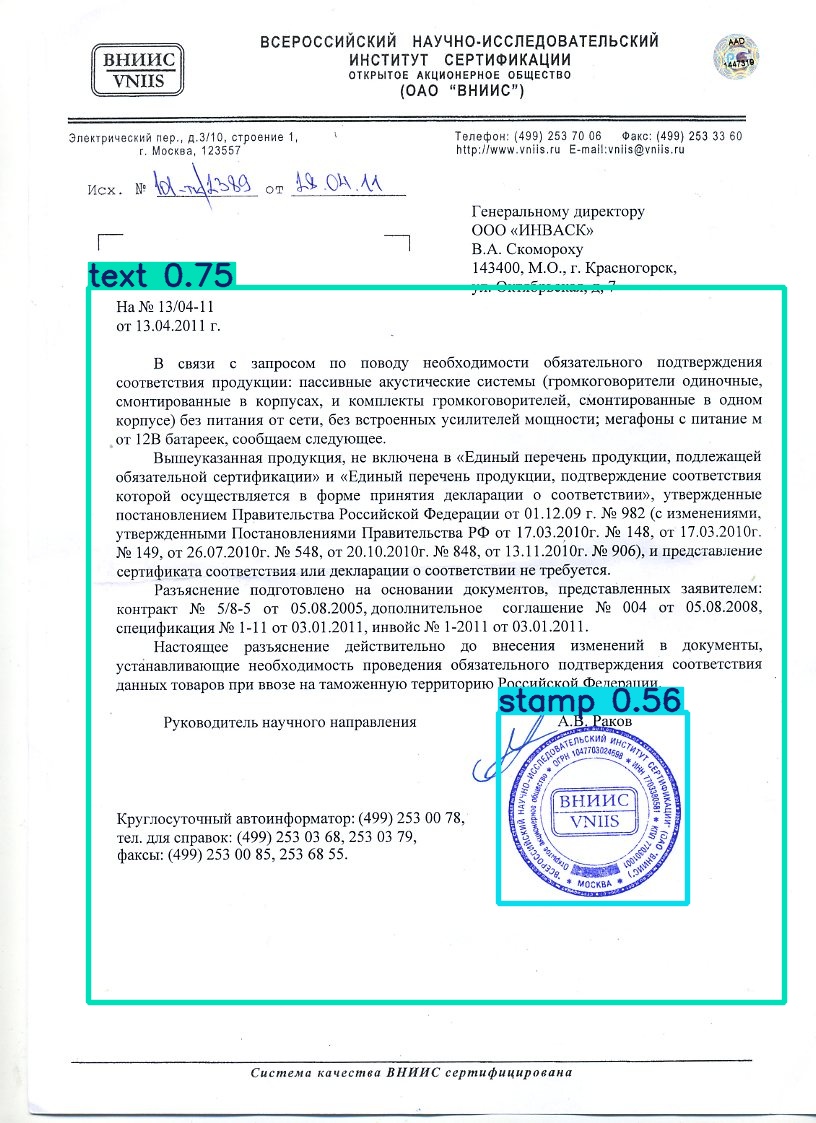 ВНИИС
VNIIS
ВСЕРОССИЙСКИЙ НАУЧНО-ИССЛЕДОВАТЕЛЬСКИЙ
ИНСТИТУТ СЕРТИФИКАЦИИ
ОТКРЫТОЕ АКЦИОНЕРНОЕ ОБЩЕСТВО
(ОАО "ВНИИС")
AAD
1447319
Электрический пер., д.3/10, строение 1,
г. Москва, 123557
Телефон: (499) 253 70 06 Факс: (499) 253 33 60
http://www.vniis.ru E-mail:vniis@vniis.ru
Исх. № 101-тк/1389 от 28.04.11
Генеральному директору
ООО «ИНВАСК»
В.А. Скомороху
143400, М.О., г. Красногорск,
ул. Октябрьская, д, 7
text 0.75
На № 13/04-11
от 13.04.2011 г.
В связи с запросом по поводу необходимости обязательного подтверждения
соответствия продукции: пассивные акустические системы (громкоговорители одиночные,
смонтированные в корпусах, и комплекты громкоговорителей, смонтированные в одном
корпусе) без питания от сети, без встроенных усилителей мощности; мегафоны с питание м
от 12В батареек, сообщаем следующее.
Вышеуказанная продукция, не включена в «Единый перечень продукции, подлежащей
обязательной сертификации» и «Единый перечень продукции, подтверждение соответствия
которой осуществляется в форме принятия декларации о соответствии», утвержденные
постановлением Правительства Российской Федерации от 01.12.09 г. № 982 (с изменениями,
утвержденными Постановлениями Правительства РФ от 17.03.2010г. № 148, от 17.03.2010г.
№ 149, от 26.07.2010г. № 548, от 20.10.2010г. № 848, от 13.11.2010г. № 906), и представление
сертификата соответствия или декларации о соответствии не требуется.
Разъяснение подготовлено на основании документов, представленных заявителем:
контракт № 5/8-5 от 05.08.2005, дополнительное соглашение № 004 от 05.08.2008,
спецификация № 1-11 от 03.01.2011, инвойс № 1-2011 от 03.01.2011.
Настоящее разъяснение действительно до внесения изменений в документы,
устанавливающие необходимость проведения обязательного подтверждения соответствия
данных товаров при ввозе на таможенную территорию Российской Федерации.
stamp 0.56
Руководитель научного направления А.В. Раков
"ВСЕРОССИЙСКИЙ НАУЧНО-ИССЛЕДОВАТЕЛЬСКИЙ ИНСТИТУТ СЕРТИФИКАЦИИ" (ОАО "ВНИИС")
Открытое акционерное общество * ОГРН 1047703024698 * ИНН 7703380581 * КПП 770301001
ВНИИС
VNIIS
* МОСКВА *
Круглосуточный автоинформатор: (499) 253 00 78,
тел. для справок: (499) 253 03 68, 253 03 79,
факсы: (499) 253 00 85, 253 68 55.
Система качества ВНИИС сертифицирована